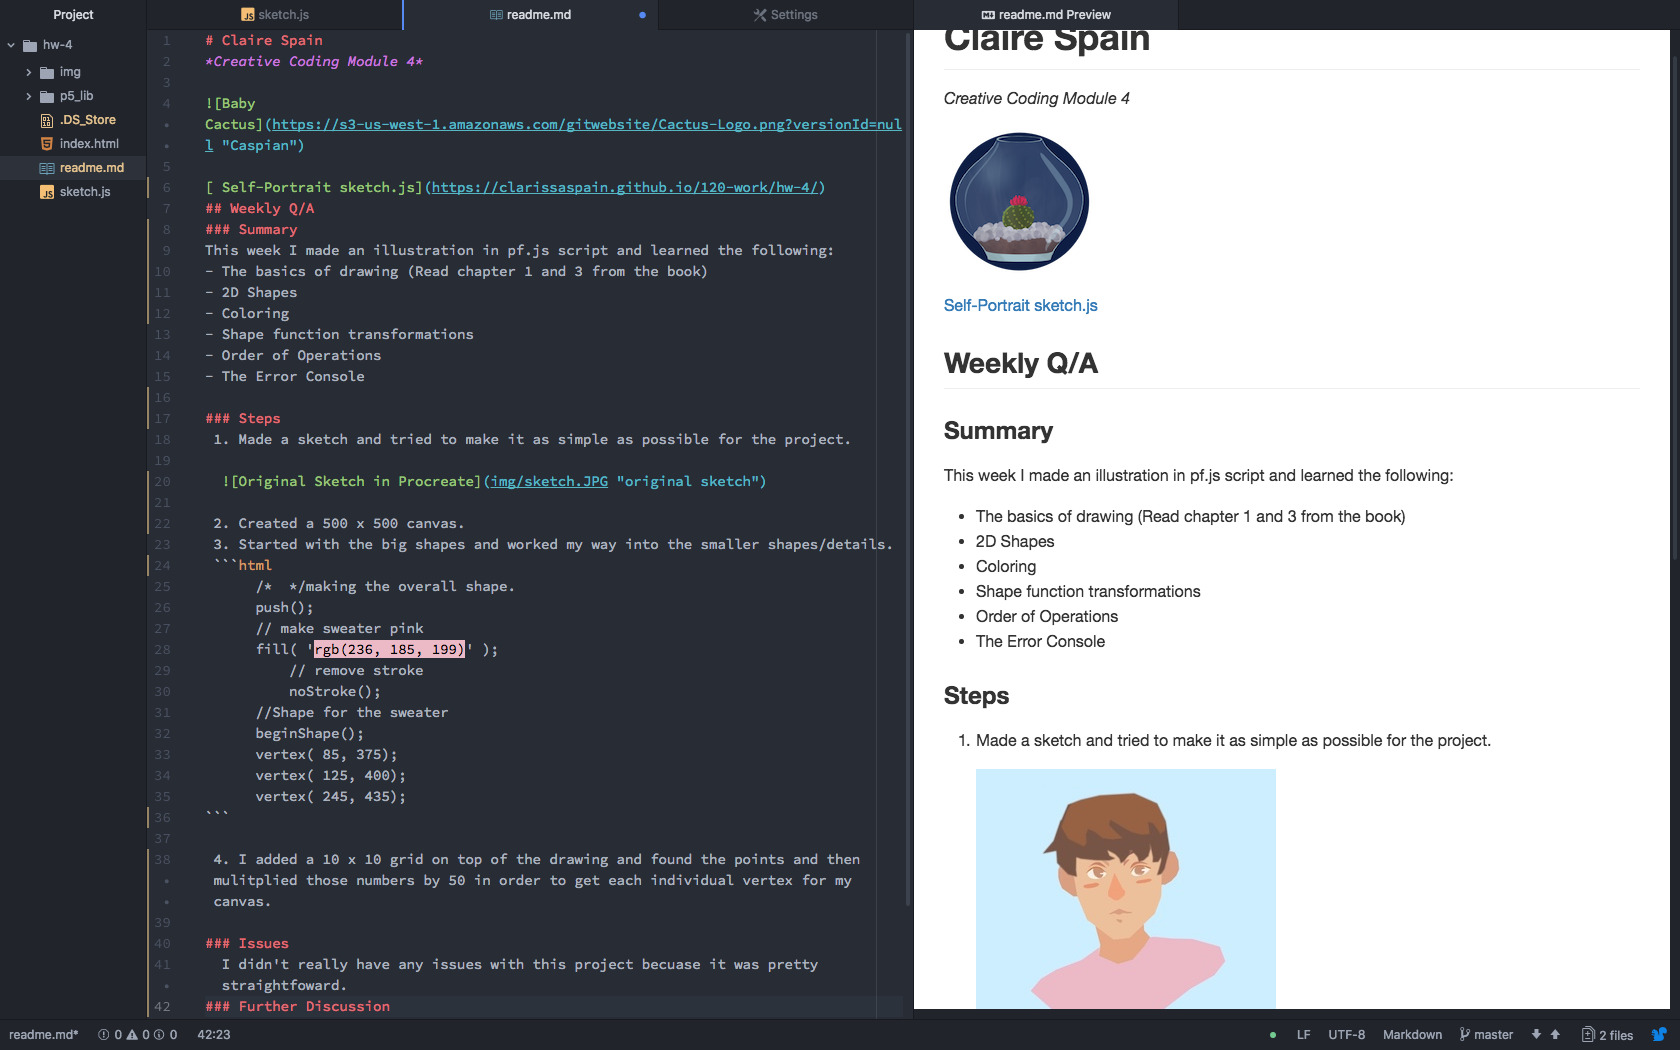 Project
sketch.js
readme.md
Settings
readme.md Preview
hw-4
img
p5_lib
.DS_Store
index.html
readme.md
sketch.js
1 # Claire Spain
2 *Creative Coding Module 4*
3
4 ![Baby
Cactus](https://s3-us-west-1.amazonaws.com/gitwebsite/Cactus-Logo.png?versionId=nul
l "Caspian")
5
6 [ Self-Portrait sketch.js](https://clarissaspain.github.io/120-work/hw-4/)
7 ## Weekly Q/A
8 ### Summary
9 This week I made an illustration in pf.js script and learned the following:
10 - The basics of drawing (Read chapter 1 and 3 from the book)
11 - 2D Shapes
12 - Coloring
13 - Shape function transformations
14 - Order of Operations
15 - The Error Console
16
17 ### Steps
18 1. Made a sketch and tried to make it as simple as possible for the project.
19
20 ![Original Sketch in Procreate](img/sketch.JPG "original sketch")
21
22 2. Created a 500 x 500 canvas.
23 3. Started with the big shapes and worked my way into the smaller shapes/details.
24 ```html
25 /*  */making the overall shape.
26 push();
27 // make sweater pink
28 fill( 'rgb(236, 185, 199)' );
29 // remove stroke
30 noStroke();
31 //Shape for the sweater
32 beginShape();
33 vertex( 85, 375);
34 vertex( 125, 400);
35 vertex( 245, 435);
36 ```
37
38 4. I added a 10 x 10 grid on top of the drawing and found the points and then
mulitplied those numbers by 50 in order to get each individual vertex for my
canvas.
39
40 ### Issues
41 I didn't really have any issues with this project becuase it was pretty
straightfoward.
42 ### Further Discussion
Claire Spain
Creative Coding Module 4
Self-Portrait sketch.js
Weekly Q/A
Summary
This week I made an illustration in pf.js script and learned the following:
• The basics of drawing (Read chapter 1 and 3 from the book)
• 2D Shapes
• Coloring
• Shape function transformations
• Order of Operations
• The Error Console
Steps
1. Made a sketch and tried to make it as simple as possible for the project.
readme.md* 0 0 0 42:23
LF UTF-8 Markdown master 2 files